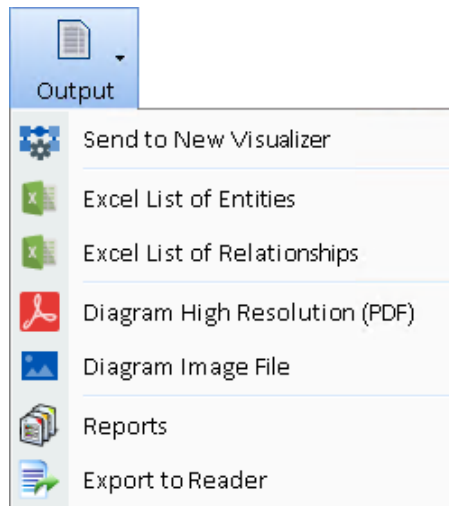 Output
Send to New Visualizer
Excel List of Entities
Excel List of Relationships
Diagram High Resolution (PDF)
Diagram Image File
Reports
Export to Reader